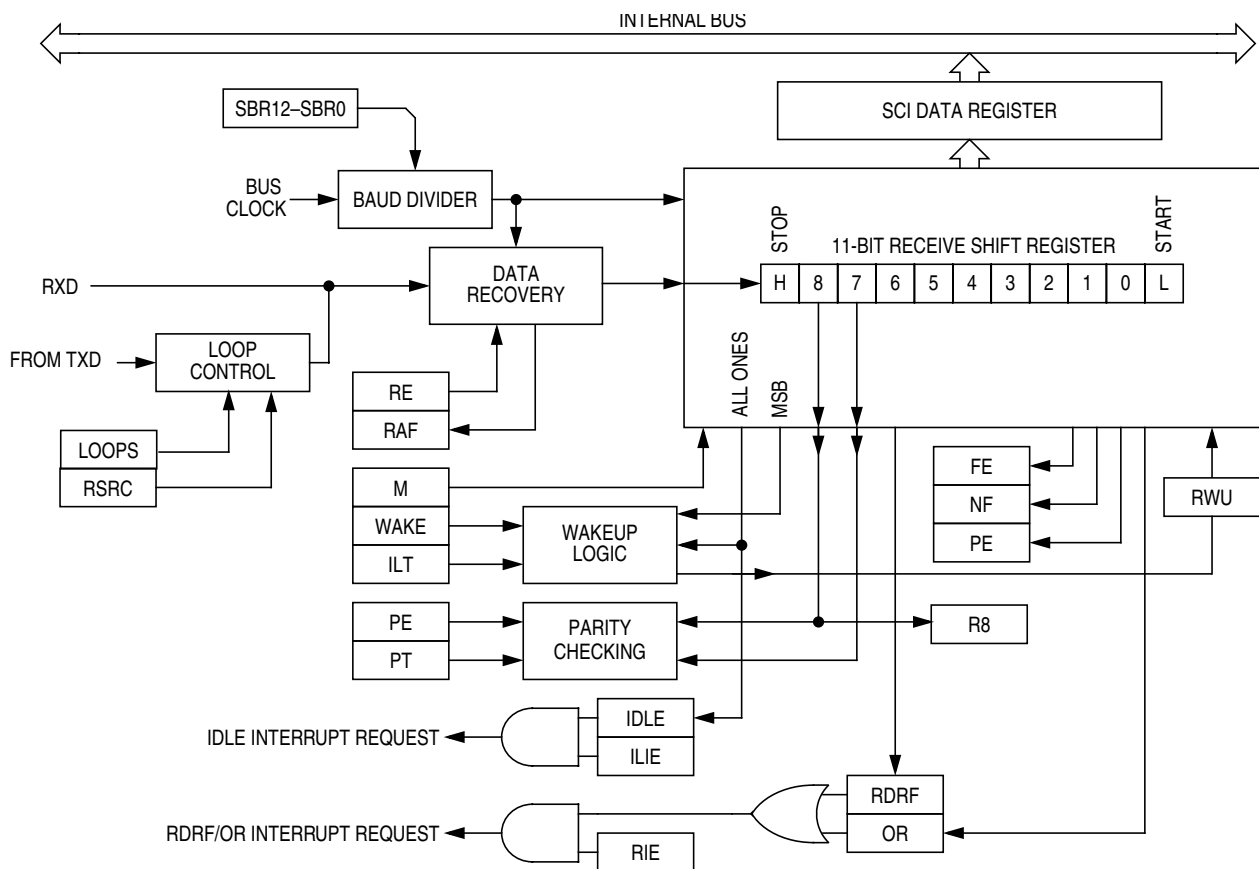 INTERNAL BUS
SBR12–SBR0
SCI DATA REGISTER
BUS
CLOCK
BAUD DIVIDER
STOP
11-BIT RECEIVE SHIFT REGISTER
START
H 8 7 6 5 4 3 2 1 0 L
RXD
DATA
RECOVERY
FROM TXD
LOOP
CONTROL
ALL ONES
MSB
RE
RAF
LOOPS
RSRC
M
WAKE
ILT
WAKEUP
LOGIC
FE
NF
PE
RWU
PE
PT
PARITY
CHECKING
R8
IDLE INTERRUPT REQUEST
IDLE
ILIE
RDRF/OR INTERRUPT REQUEST
RDRF
OR
RIE